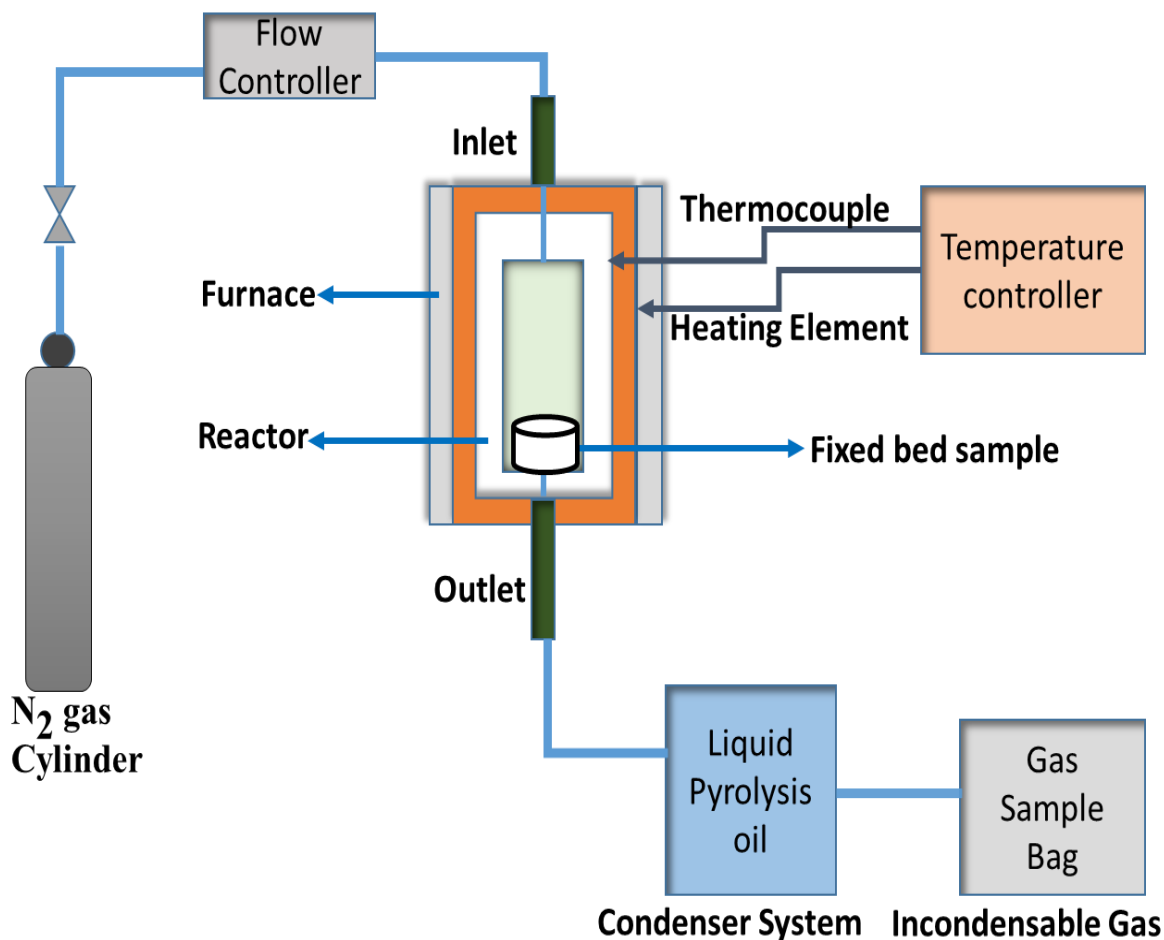 Flow
Controller
Inlet
Thermocouple
Temperature
controller
Furnace
Heating Element
Reactor
Fixed bed sample
Outlet
N2 gas
Cylinder
Liquid
Pyrolysis
oil
Gas
Sample
Bag
Condenser System
Incondensable Gas